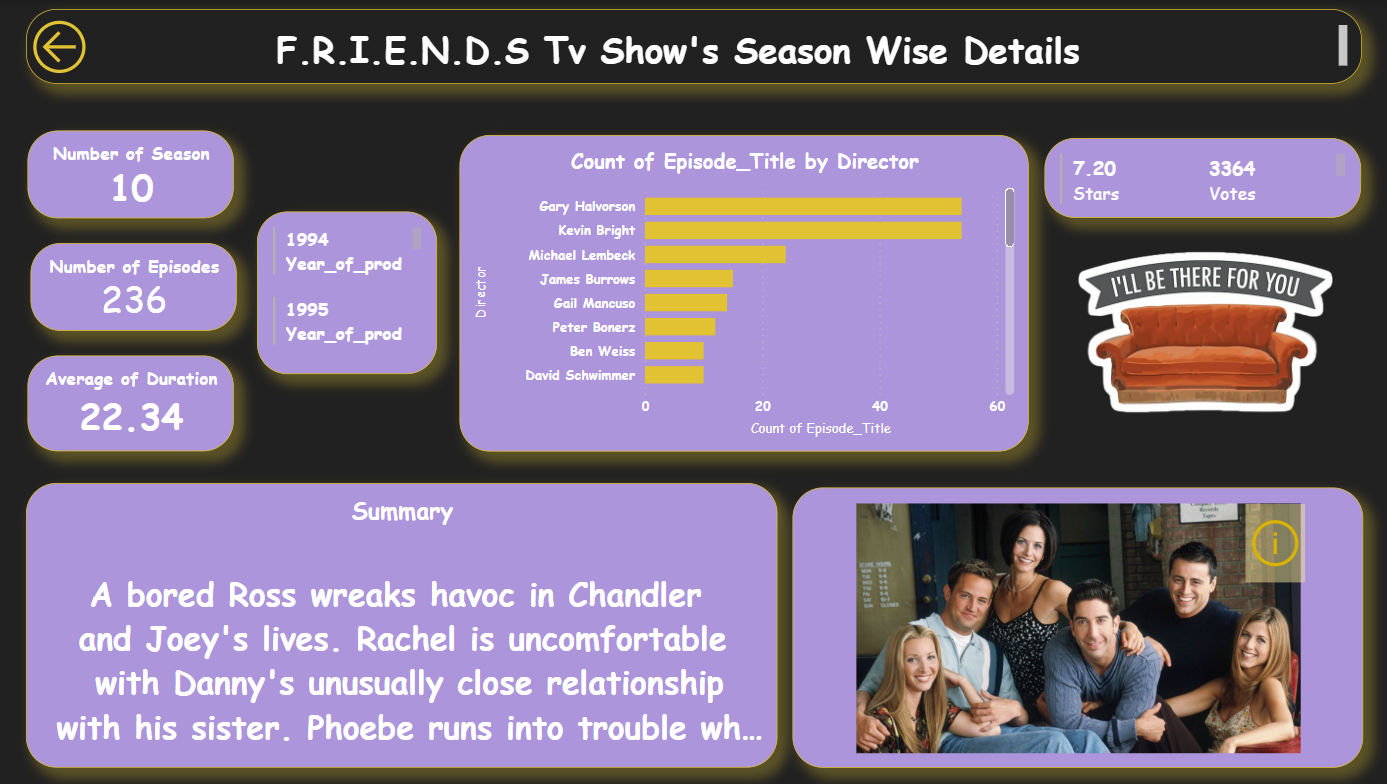 F.R.I.E.N.D.S Tv Show's Season Wise Details
Number of Season
10
Number of Episodes
236
Average of Duration
22.34
1994
Year_of_prod
1995
Year_of_prod
Count of Episode_Title by Director
Director
Gary Halvorson
Kevin Bright
Michael Lembeck
James Burrows
Gail Mancuso
Peter Bonerz
Ben Weiss
David Schwimmer
0 20 40 60
Count of Episode_Title
7.20 3364
Stars Votes
I'LL BE THERE FOR YOU
Summary
A bored Ross wreaks havoc in Chandler
and Joey's lives. Rachel is uncomfortable
with Danny's unusually close relationship
with his sister. Phoebe runs into trouble wh...
i
Records
Tapes